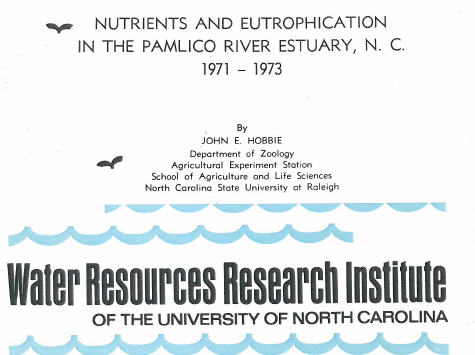 NUTRIENTS AND EUTROPHICATION
IN THE PAMLICO RIVER ESTUARY, N. C.
1971 – 1973
By
JOHN E. HOBBIE
Department of Zoology
Agricultural Experiment Station
School of Agriculture and Life Sciences
North Carolina State University at Raleigh
Water Resources Research Institute
OF THE UNIVERSITY OF NORTH CAROLINA